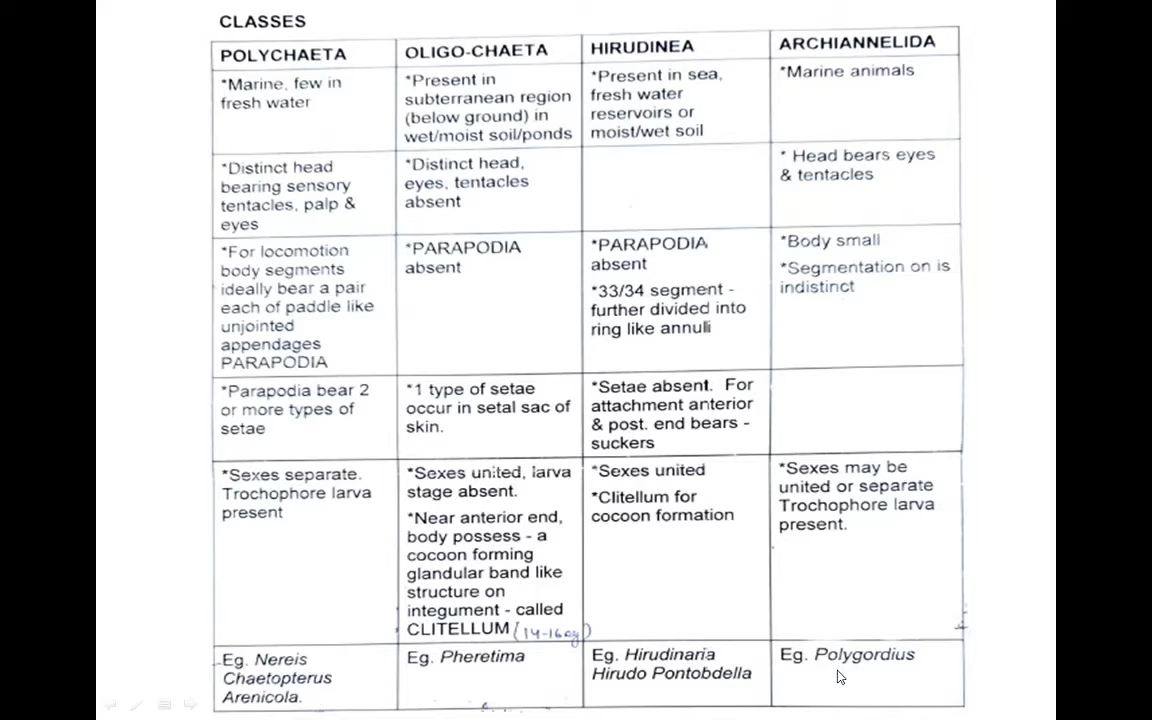 CLASSES
POLYCHAETA
OLIGO-CHAETA
HIRUDINEA
ARCHIANNELIDA
*Marine, few in
fresh water
*Present in
subterranean region
(below ground) in
wet/moist soil/ponds
*Present in sea,
fresh water
reservoirs or
moist/wet soil
*Marine animals
*Distinct head
bearing sensory
tentacles, palp &
eyes
*Distinct head,
eyes, tentacles
absent
* Head bears eyes
& tentacles
*For locomotion
body segments
ideally bear a pair
each of paddle like
unjointed
appendages
PARAPODIA
*PARAPODIA
absent
*PARAPODIA
absent
*33/34 segment -
further divided into
ring like annuli
*Body small
*Segmentation on is
indistinct
*Parapodia bear 2
or more types of
setae
*1 type of setae
occur in setal sac of
skin.
*Setae absent. For
attachment anterior
& post. end bears -
suckers
*Sexes separate.
Trochophore larva
present
*Sexes united, larva
stage absent.
*Near anterior end,
body possess - a
cocoon forming
glandular band like
structure on
integument - called
CLITELLUM (14-16
*Sexes united
*Clitellum for
cocoon formation
*Sexes may be
united or separate
Trochophore larva
present.
Eg. Nereis
Chaetopterus
Arenicola.
Eg. Pheretima
Eg. Hirudinaria
Hirudo Pontobdella
Eg. Polygordius